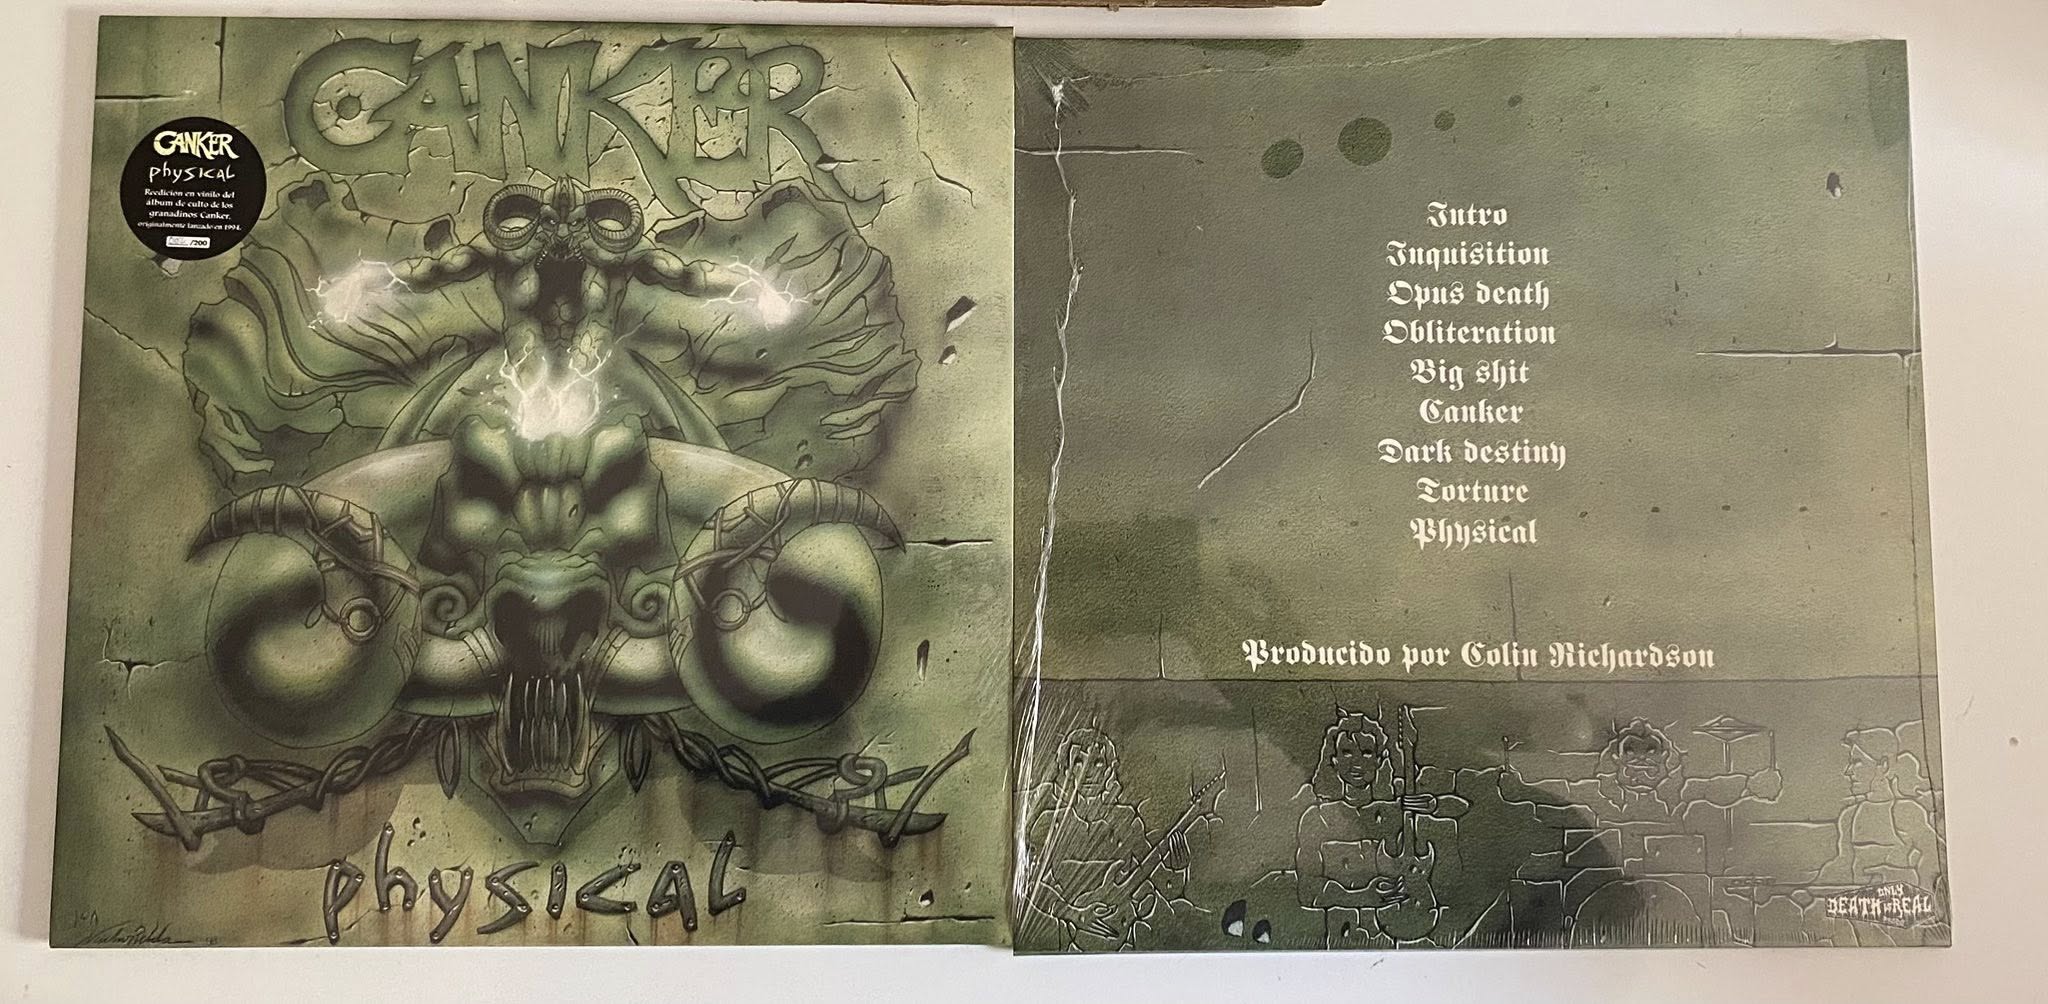 CANKER
CANKER
physical
Reedicion en vinilo del
álbum de culto de los
granadinos Canker,
originalmente lanzado en 1994.
/200
physical
Intro
Inquisition
Opus death
Obliteration
Big shit
Canker
Dark destiny
Torture
Physical
Producido por Colin Richardson
ONLY
DEATH IS REAL